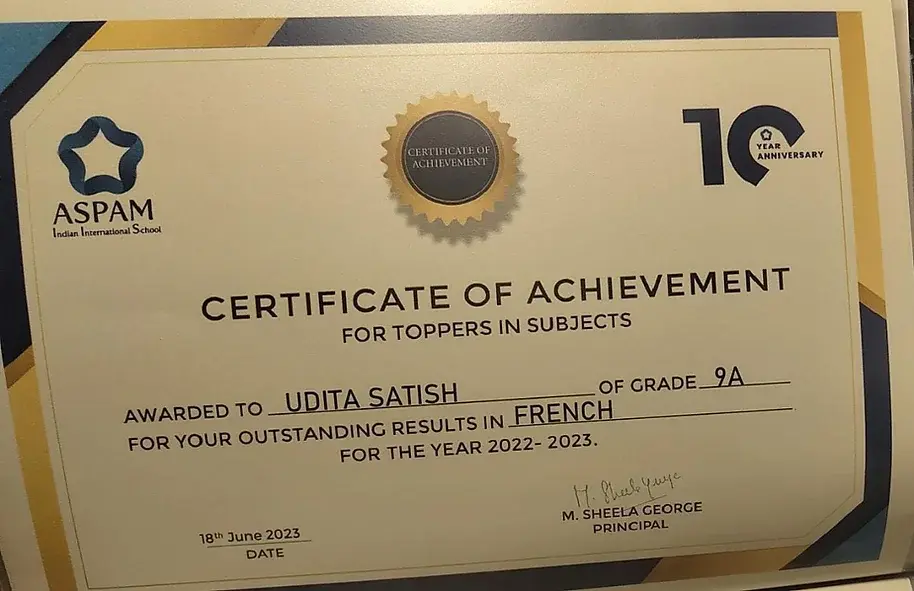 ASPAM
Indian International School
CERTIFICATE OF
ACHIEVEMENT
10
YEAR
ANNIVERSARY
CERTIFICATE OF ACHIEVEMENT
FOR TOPPERS IN SUBJECTS
AWARDED TO UDITA SATISH OF GRADE 9A
FOR YOUR OUTSTANDING RESULTS IN FRENCH
FOR THE YEAR 2022- 2023.
18th June 2023
DATE
M. SHEELA GEORGE
PRINCIPAL